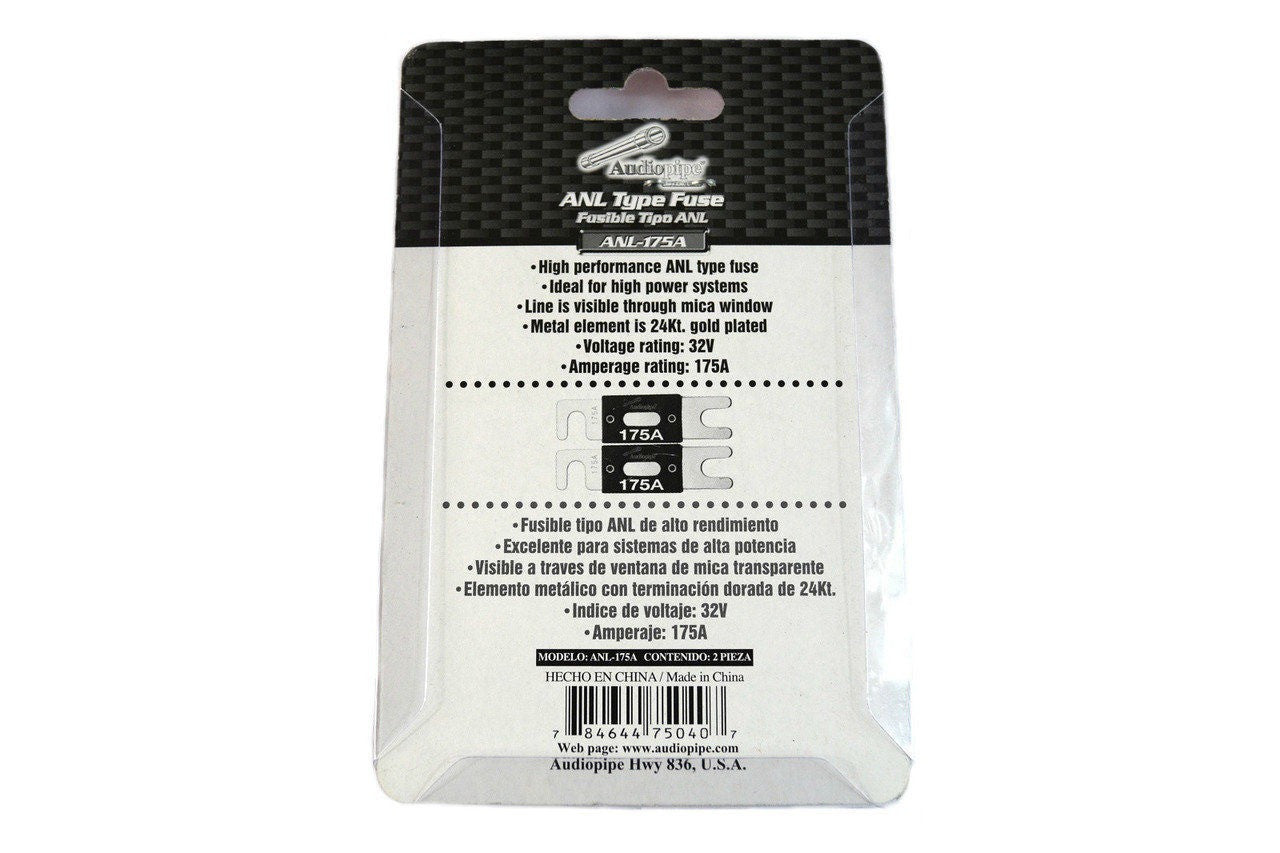 Audiopipe
ANL Type Fuse
Fusible Tipo ANL
ANL-175A
• High performance ANL type fuse
• Ideal for high power systems
• Line is visible through mica window
• Metal element is 24Kt. gold plated
• Voltage rating: 32V
• Amperage rating: 175A
175A
Audiopipe
175A
175A
Audiopipe
175A
• Fusible tipo ANL de alto rendimiento
• Excelente para sistemas de alta potencia
• Visible a traves de ventana de mica transparente
• Elemento metálico con terminación dorada de 24Kt.
• Indice de voltaje: 32V
• Amperaje: 175A
MODELO: ANL-175A CONTENIDO: 2 PIEZA
HECHO EN CHINA / Made in China
7 84644 75040 7
Web page: www.audiopipe.com
Audiopipe Hwy 836, U.S.A.